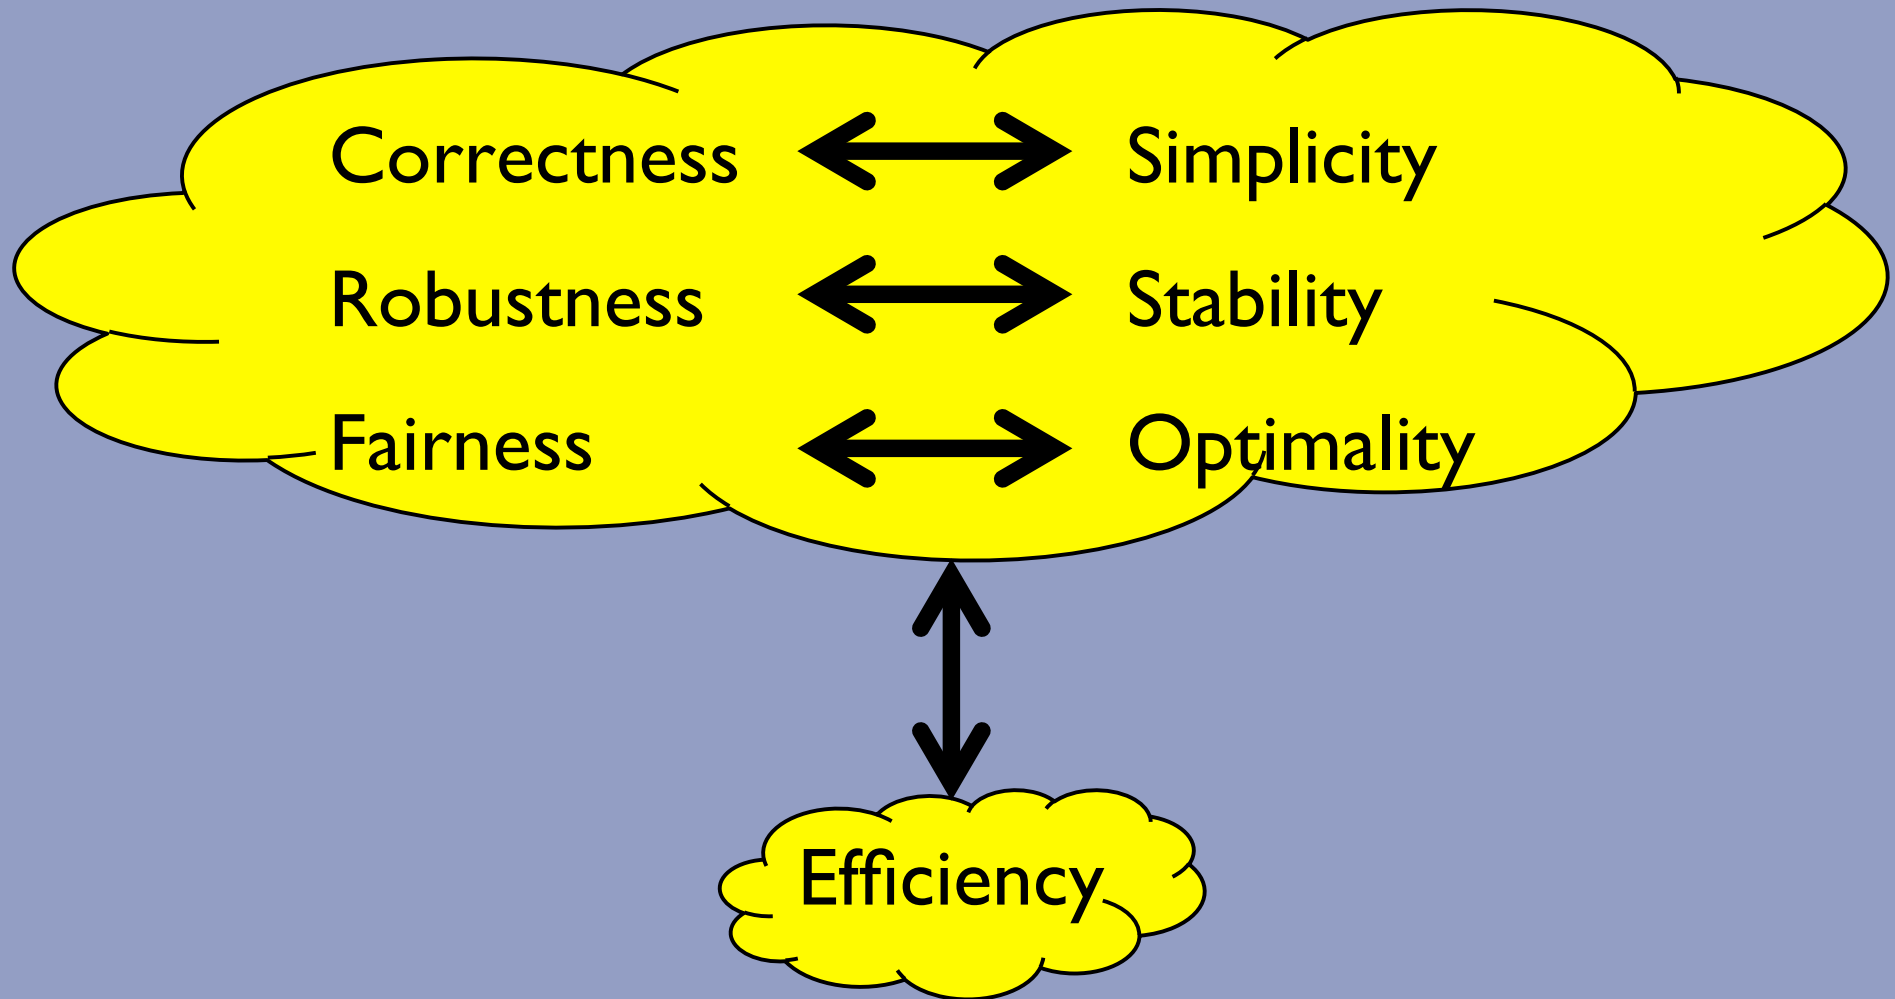 Correctness Simplicity
Robustness Stability
Fairness Optimality
Efficiency